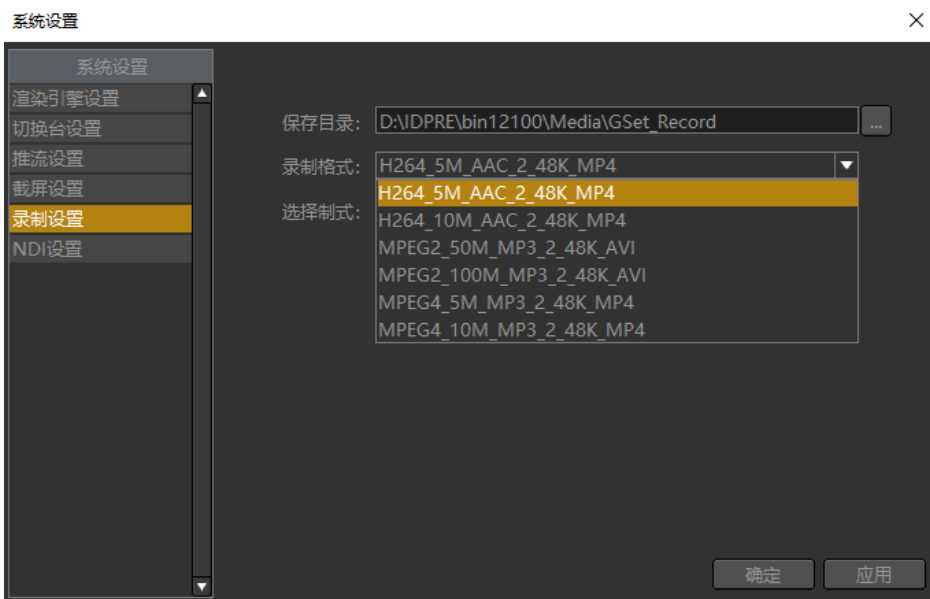 系统设置
系统设置
渲染引擎设置
切换台设置
推流设置
截屏设置
录制设置
NDI设置
保存目录: D:\IDPRE\bin12100\Media\GSet_Record ...
录制格式: H264_5M_AAC_2_48K_MP4
选择制式:
H264_5M_AAC_2_48K_MP4
H264_10M_AAC_2_48K_MP4
MPEG2_50M_MP3_2_48K_AVI
MPEG2_100M_MP3_2_48K_AVI
MPEG4_5M_MP3_2_48K_MP4
MPEG4_10M_MP3_2_48K_MP4
确定 应用